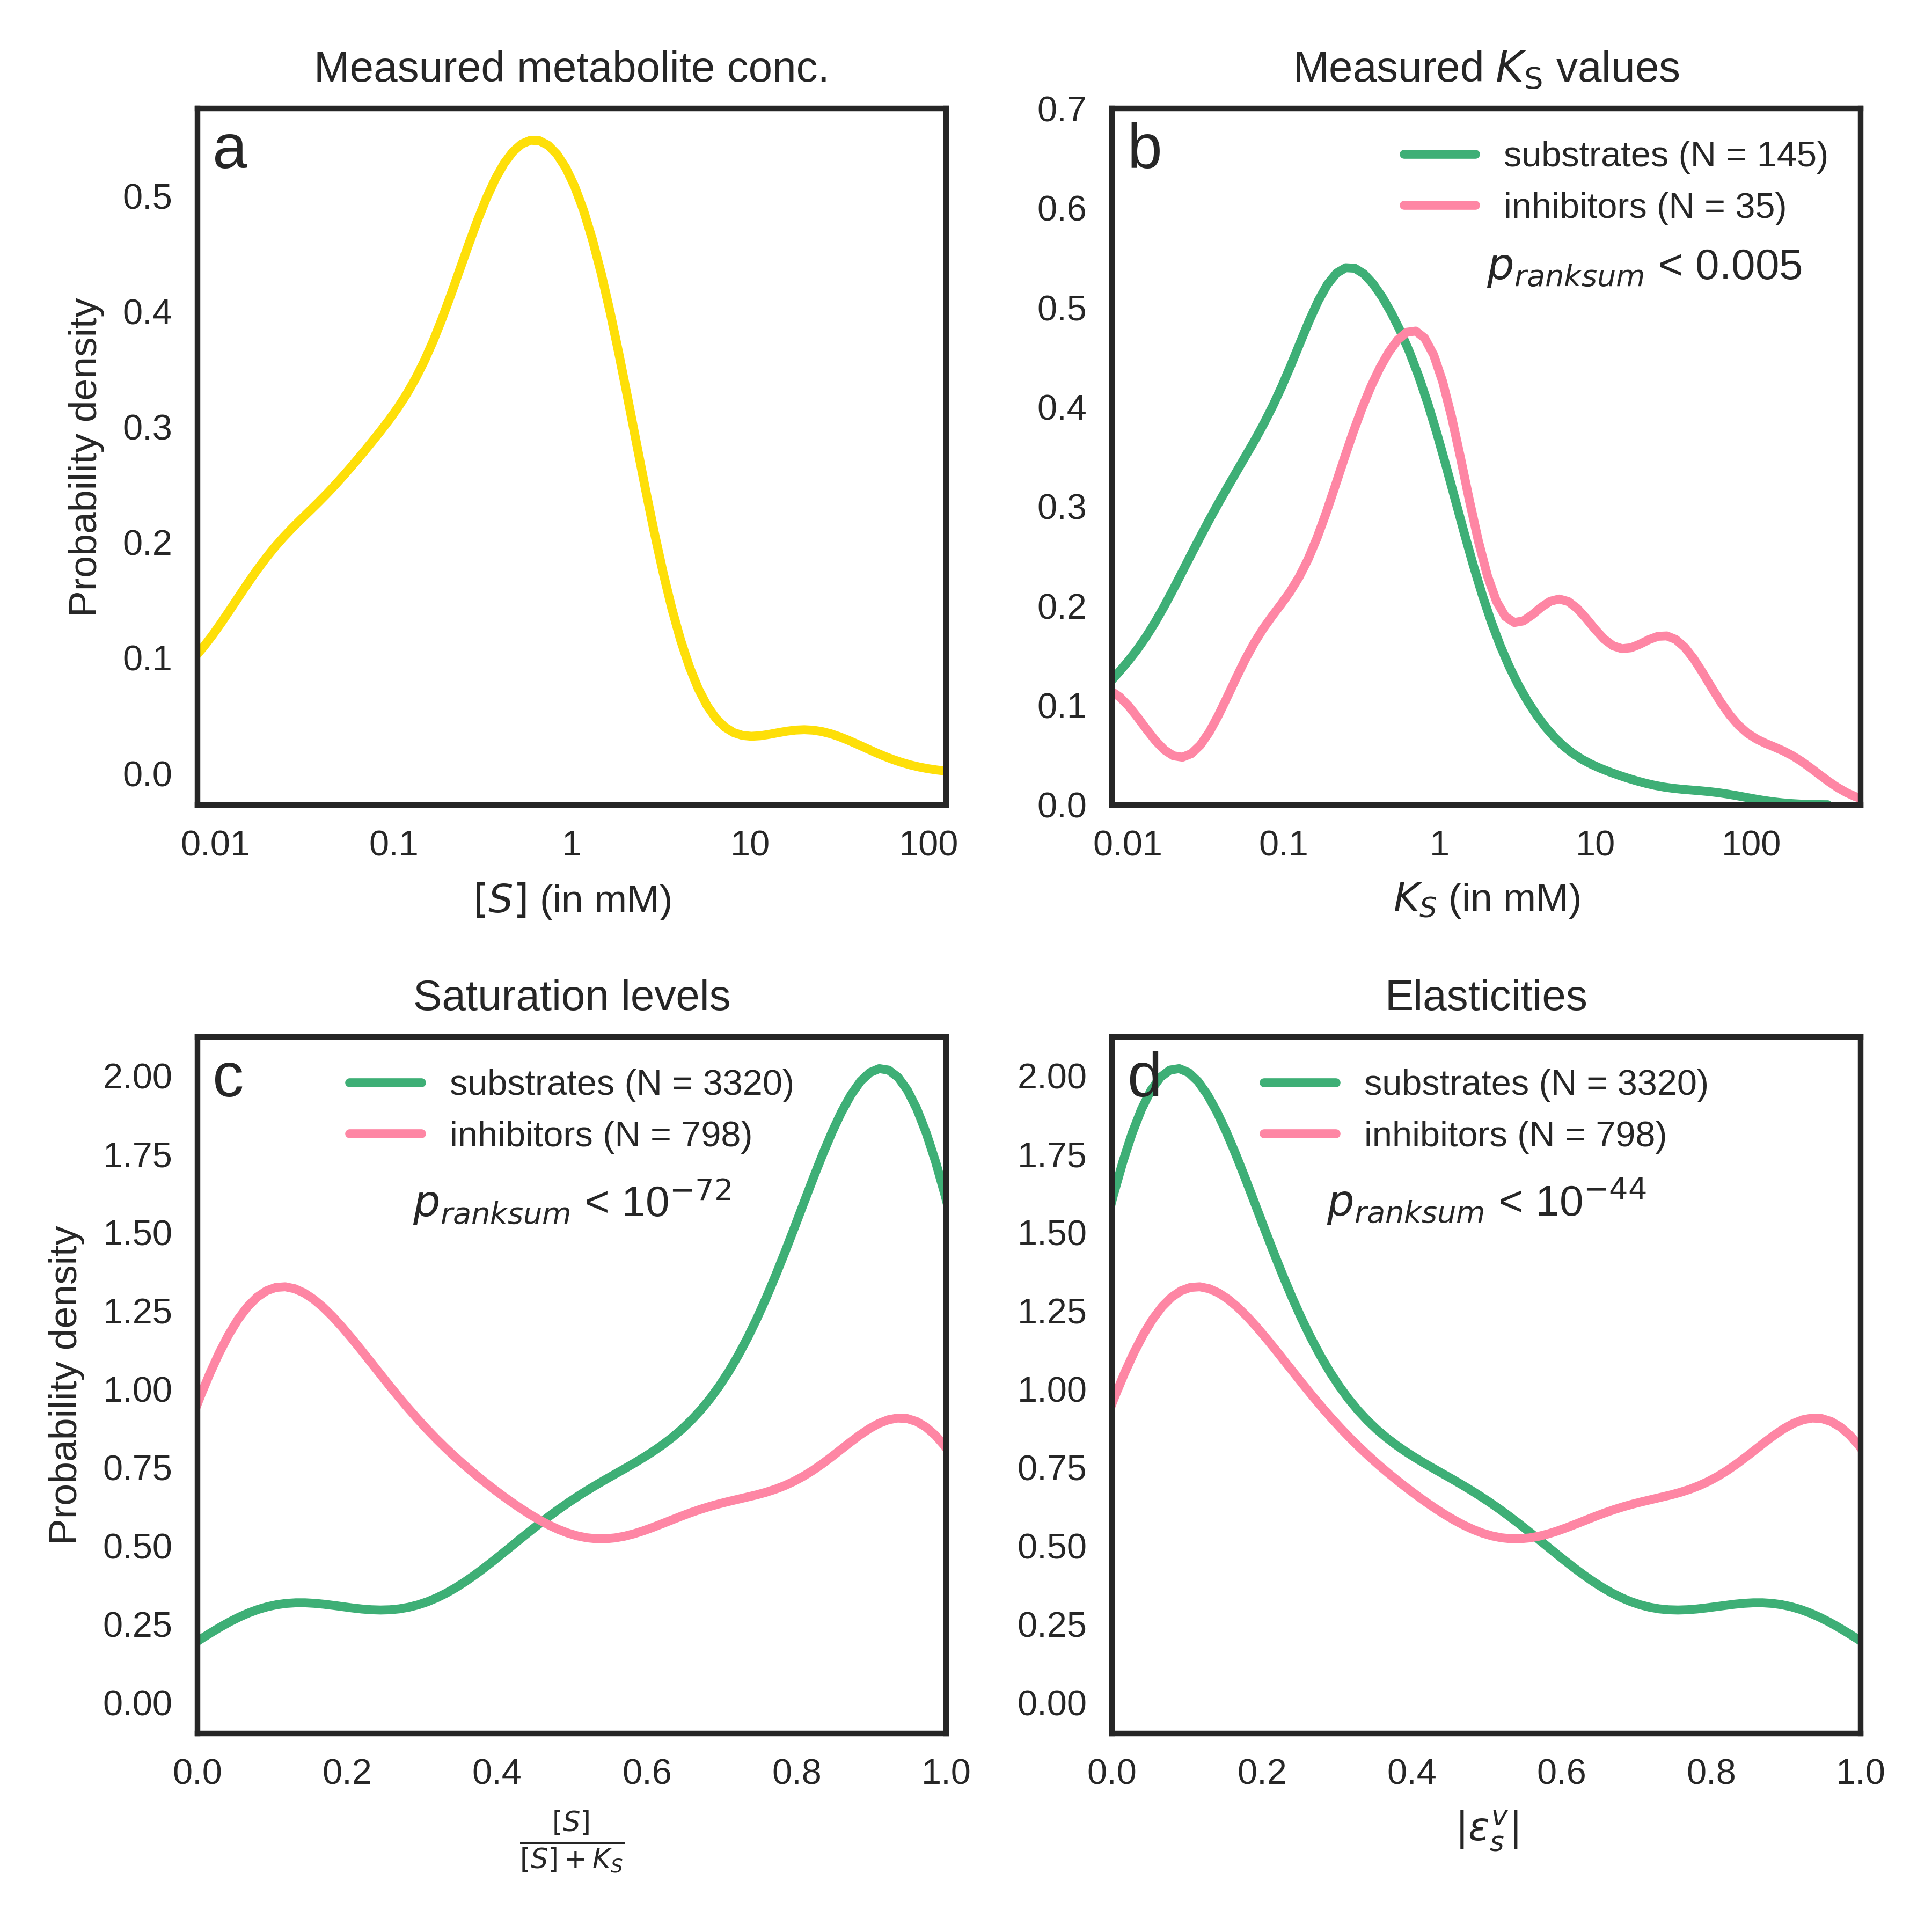 Measured metabolite conc.
a
Probability density
0.5
0.4
0.3
0.2
0.1
0.0
0.01 0.1 1 10 100
[S] (in mM)
Measured K_S values
b
substrates (N = 145)
inhibitors (N = 35)
p_ranksum < 0.005
0.7
0.6
0.5
0.4
0.3
0.2
0.1
0.0
0.01 0.1 1 10 100
K_S (in mM)
Saturation levels
c
substrates (N = 3320)
inhibitors (N = 798)
p_ranksum < 10^−72
Probability density
2.00
1.75
1.50
1.25
1.00
0.75
0.50
0.25
0.00
0.0 0.2 0.4 0.6 0.8 1.0
[S]
[S] + K_S
Elasticities
d
substrates (N = 3320)
inhibitors (N = 798)
p_ranksum < 10^−44
2.00
1.75
1.50
1.25
1.00
0.75
0.50
0.25
0.00
0.0 0.2 0.4 0.6 0.8 1.0
|ε_s^v|